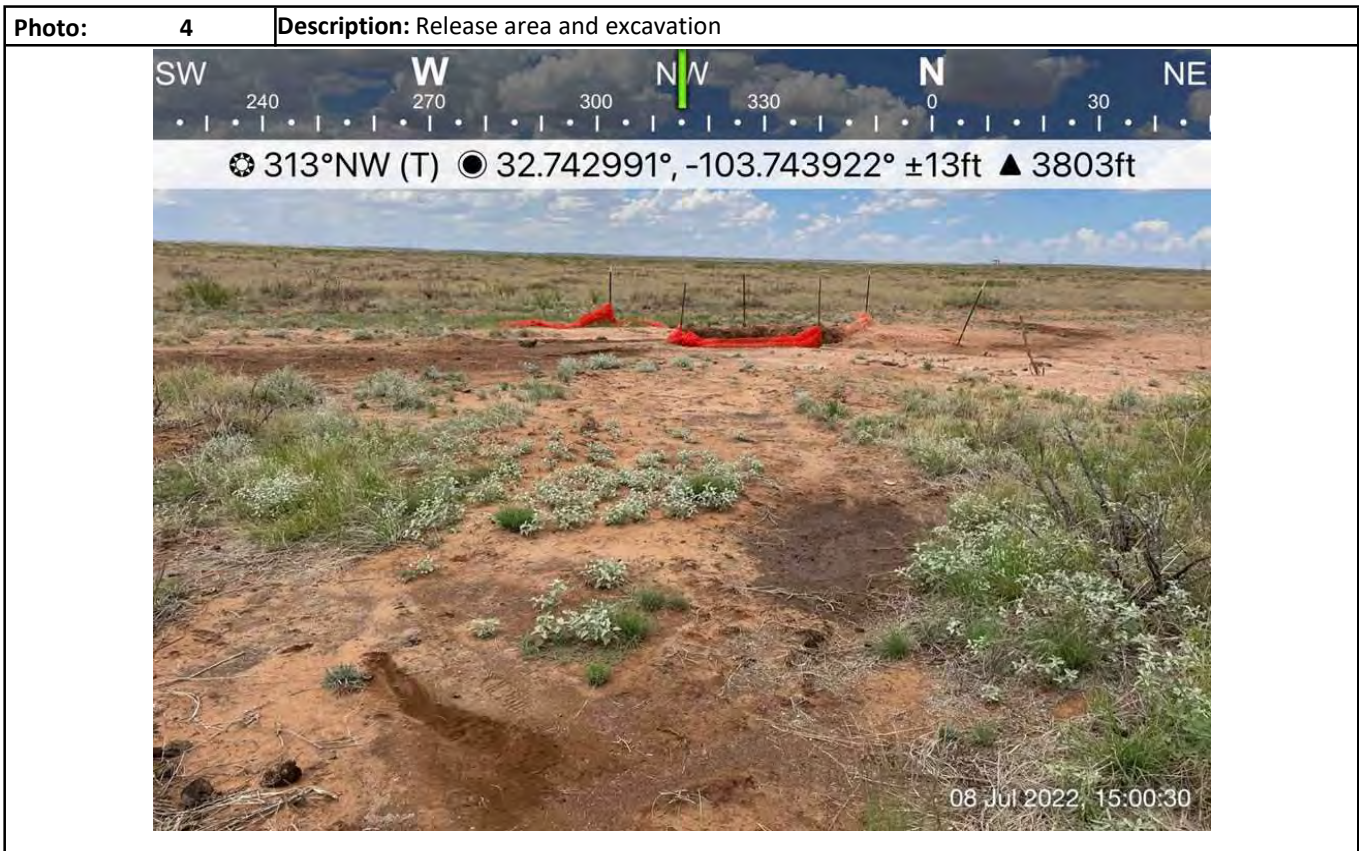 Photo: 4 Description: Release area and excavation
SW W NW N NE
240 270 300 330 0 30
313°NW (T) 32.742991°, -103.743922° ±13ft ▲ 3803ft
08 Jul 2022, 15:00:30